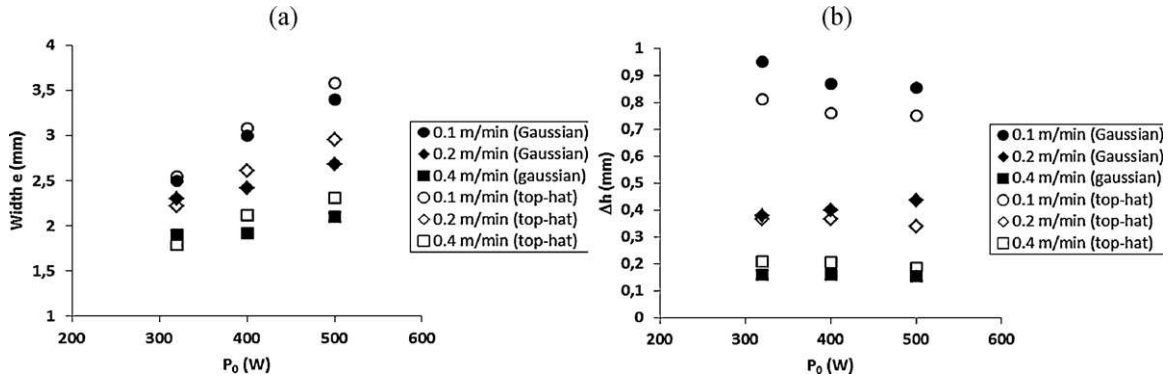 (a)
4
3,5
3
2,5
2
1,5
1
Width e (mm)
200 300 400 500 600
P₀ (W)
0.1 m/min (Gaussian)
0.2 m/min (Gaussian)
0.4 m/min (gaussian)
0.1 m/min (top-hat)
0.2 m/min (top-hat)
0.4 m/min (top-hat)
(b)
1
0,9
0,8
0,7
0,6
0,5
0,4
0,3
0,2
0,1
0
Δh (mm)
200 300 400 500 600
P₀ (W)
0.1 m/min (Gaussian)
0.2 m/min (Gaussian)
0.4 m/min (gaussian)
0.1 m/min (top-hat)
0.2 m/min (top-hat)
0.4 m/min (top-hat)